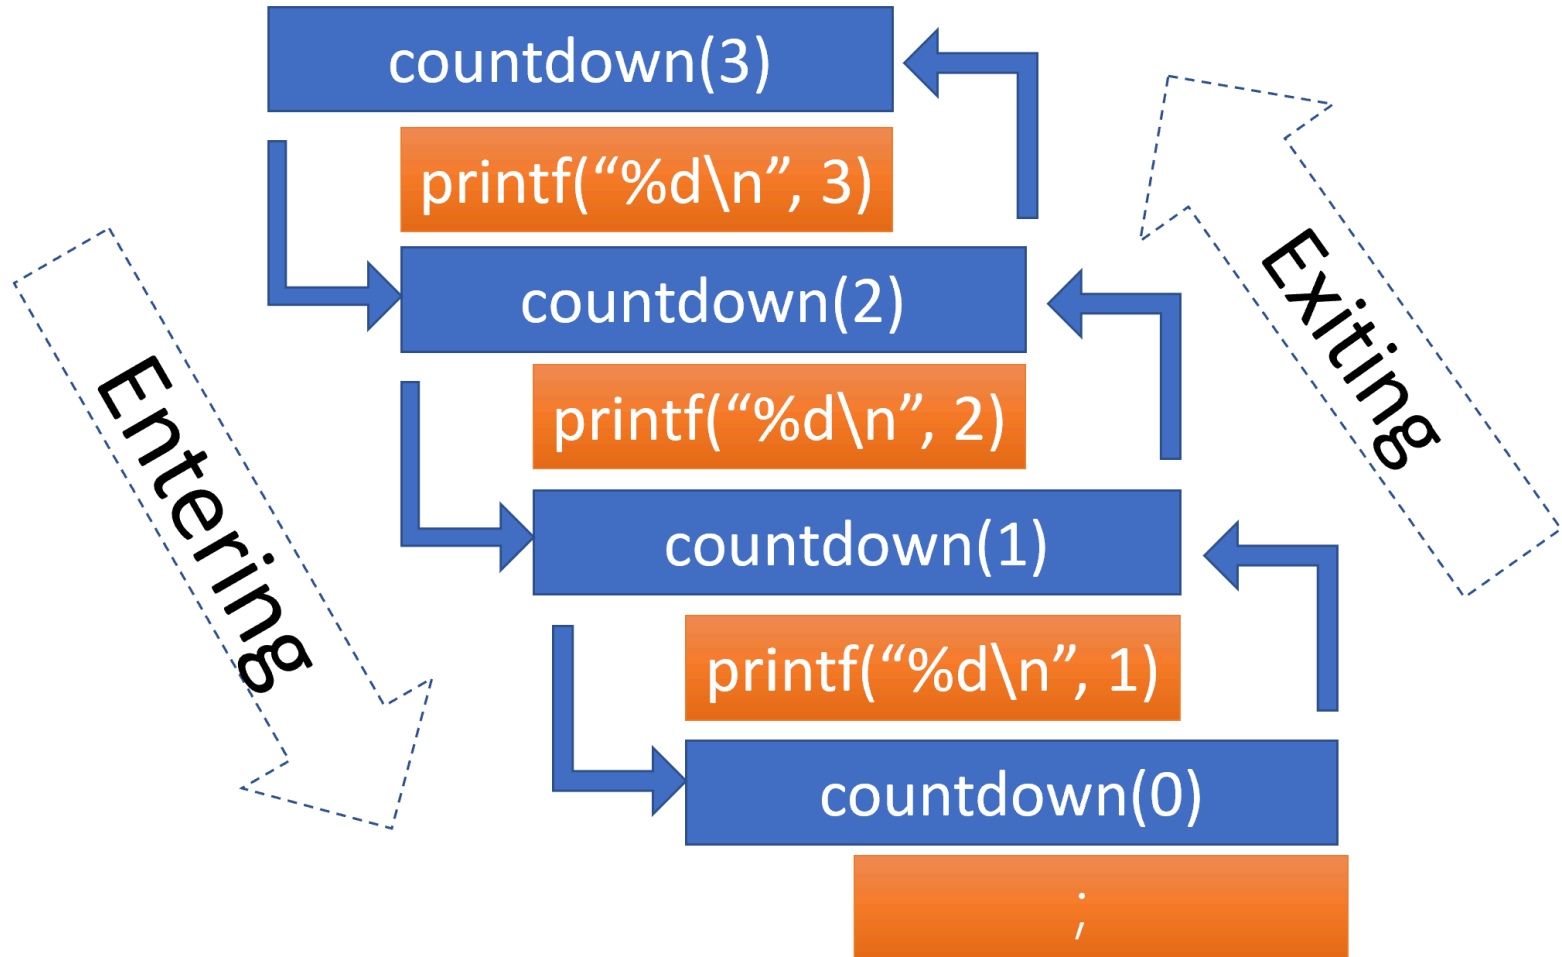 countdown(3)
printf(“%d\n”, 3)
countdown(2)
printf(“%d\n”, 2)
countdown(1)
printf(“%d\n”, 1)
countdown(0)
;
Entering
Exiting